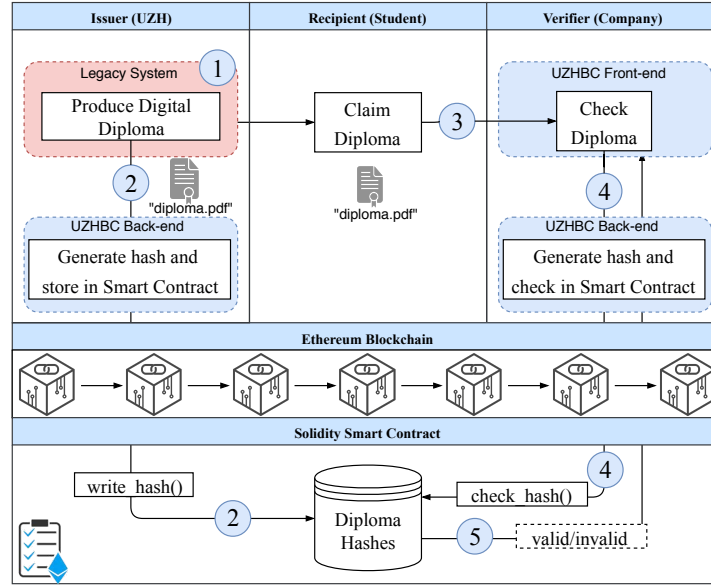 Issuer (UZH)
Recipient (Student)
Verifier (Company)
Legacy System
1
Produce Digital
Diploma
2
"diploma.pdf"
UZHBC Back-end
Generate hash and
store in Smart Contract
Claim
Diploma
3
"diploma.pdf"
UZHBC Front-end
Check
Diploma
4
UZHBC Back-end
Generate hash and
check in Smart Contract
Ethereum Blockchain
Solidity Smart Contract
write_hash()
2
Diploma
Hashes
check_hash()
4
5
valid/invalid